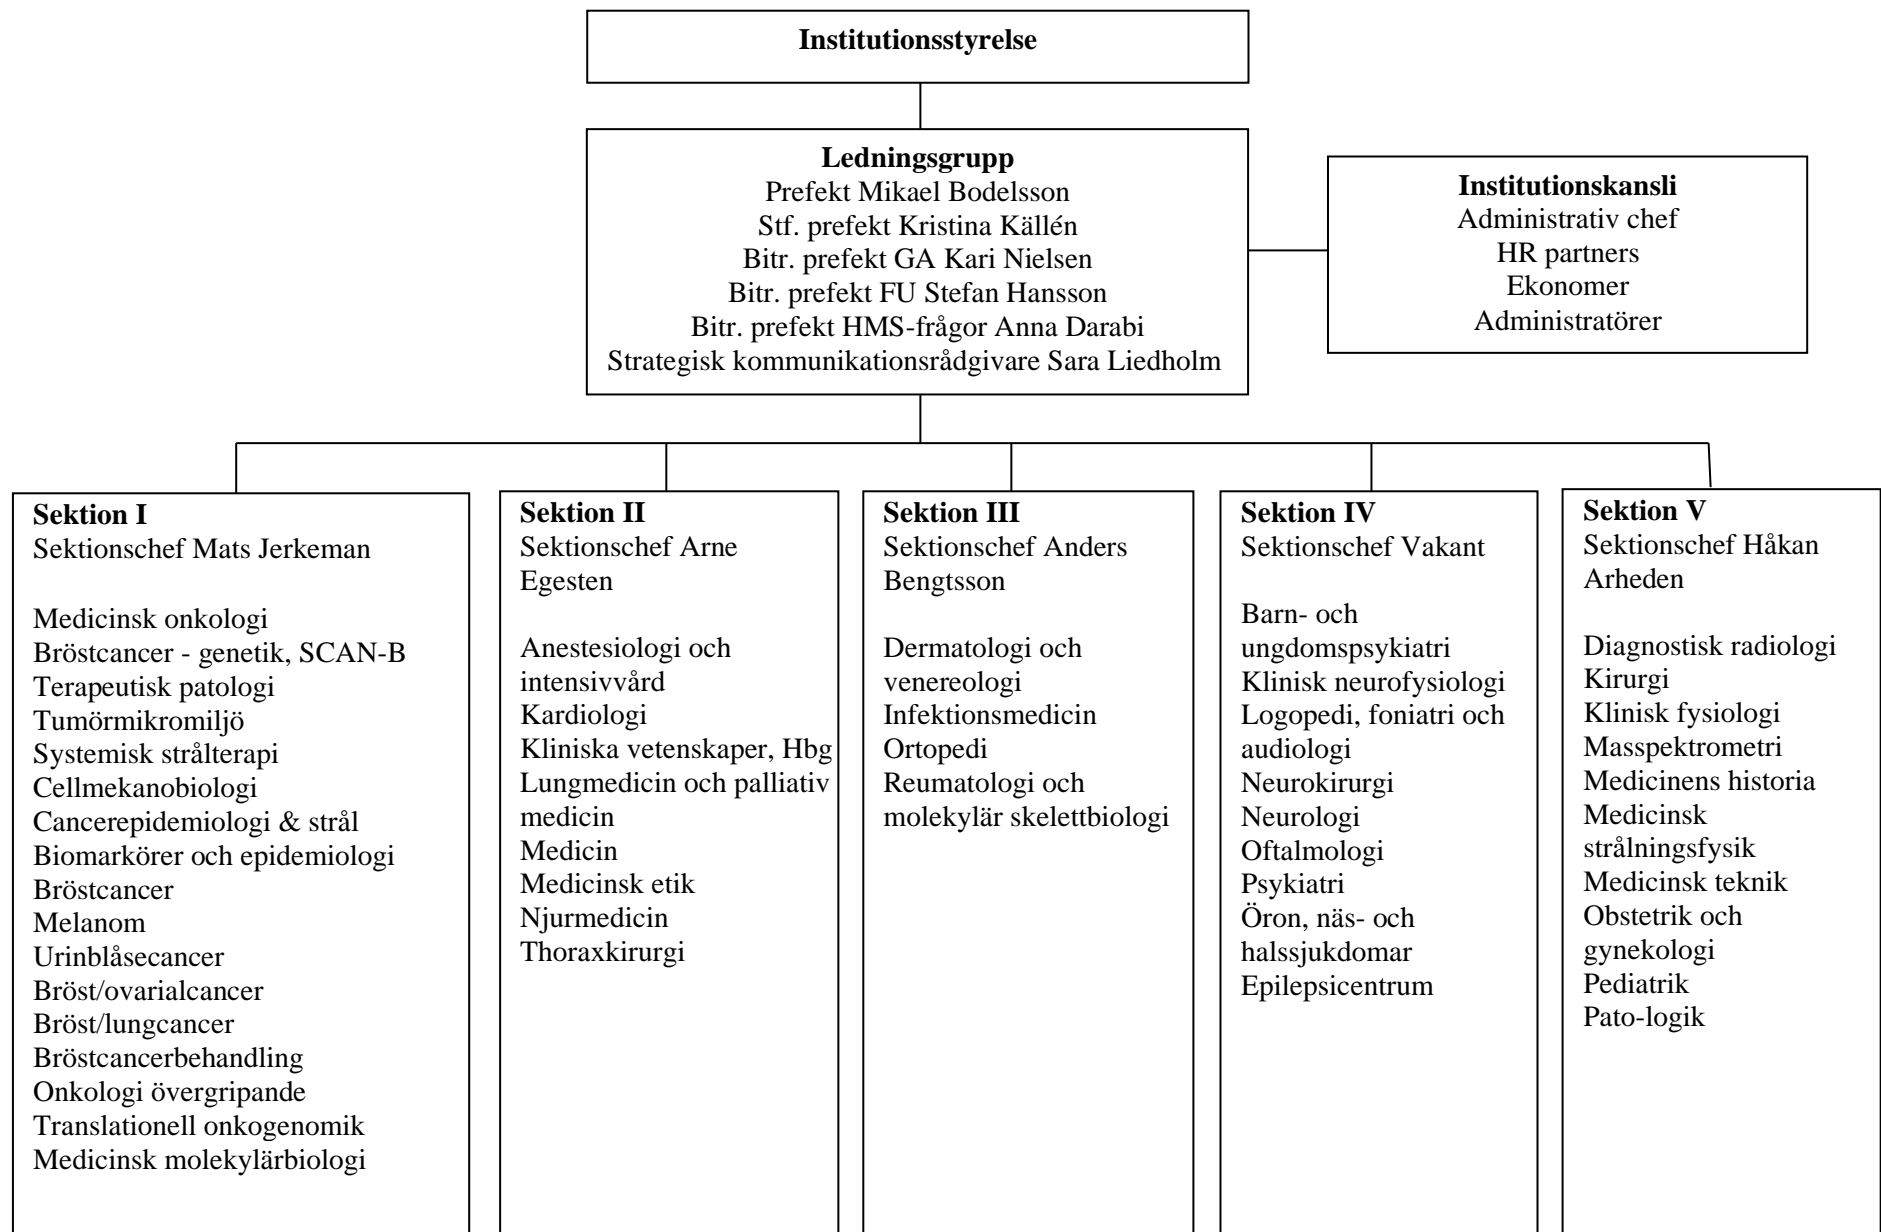 Institutionsstyrelse
Ledningsgrupp
Prefekt Mikael Bodelsson
Stf. prefekt Kristina Källén
Bitr. prefekt GA Kari Nielsen
Bitr. prefekt FU Stefan Hansson
Bitr. prefekt HMS-frågor Anna Darabi
Strategisk kommunikationsrådgivare Sara Liedholm
Institutionskansli
Administrativ chef
HR partners
Ekonomer
Administratörer
Sektion I
Sektionschef Mats Jerkeman
Medicinsk onkologi
Bröstcancer - genetik, SCAN-B
Terapeutisk patologi
Tumörmikromiljö
Systemisk strålterapi
Cellmekanobiologi
Cancerepidemiologi & strål
Biomarkörer och epidemiologi
Bröstcancer
Melanom
Urinblåsecancer
Bröst/ovarialcancer
Bröst/lungcancer
Bröstcancerbehandling
Onkologi övergripande
Translationell onkogenomik
Medicinsk molekylärbiologi
Sektion II
Sektionschef Arne
Egesten
Anestesiologi och
intensivvård
Kardiologi
Kliniska vetenskaper, Hbg
Lungmedicin och palliativ
medicin
Medicin
Medicinsk etik
Njurmedicin
Thoraxkirurgi
Sektion III
Sektionschef Anders
Bengtsson
Dermatologi och
venereologi
Infektionsmedicin
Ortopedi
Reumatologi och
molekylär skelettbiologi
Sektion IV
Sektionschef Vakant
Barn- och
ungdomspsykiatri
Klinisk neurofysiologi
Logopedi, foniatri och
audiologi
Neurokirurgi
Neurologi
Oftalmologi
Psykiatri
Öron, näs- och
halssjukdomar
Epilepsicentrum
Sektion V
Sektionschef Håkan
Arheden
Diagnostisk radiologi
Kirurgi
Klinisk fysiologi
Masspektrometri
Medicinens historia
Medicinsk
strålningsfysik
Medicinsk teknik
Obstetrik och
gynekologi
Pediatrik
Pato-logik